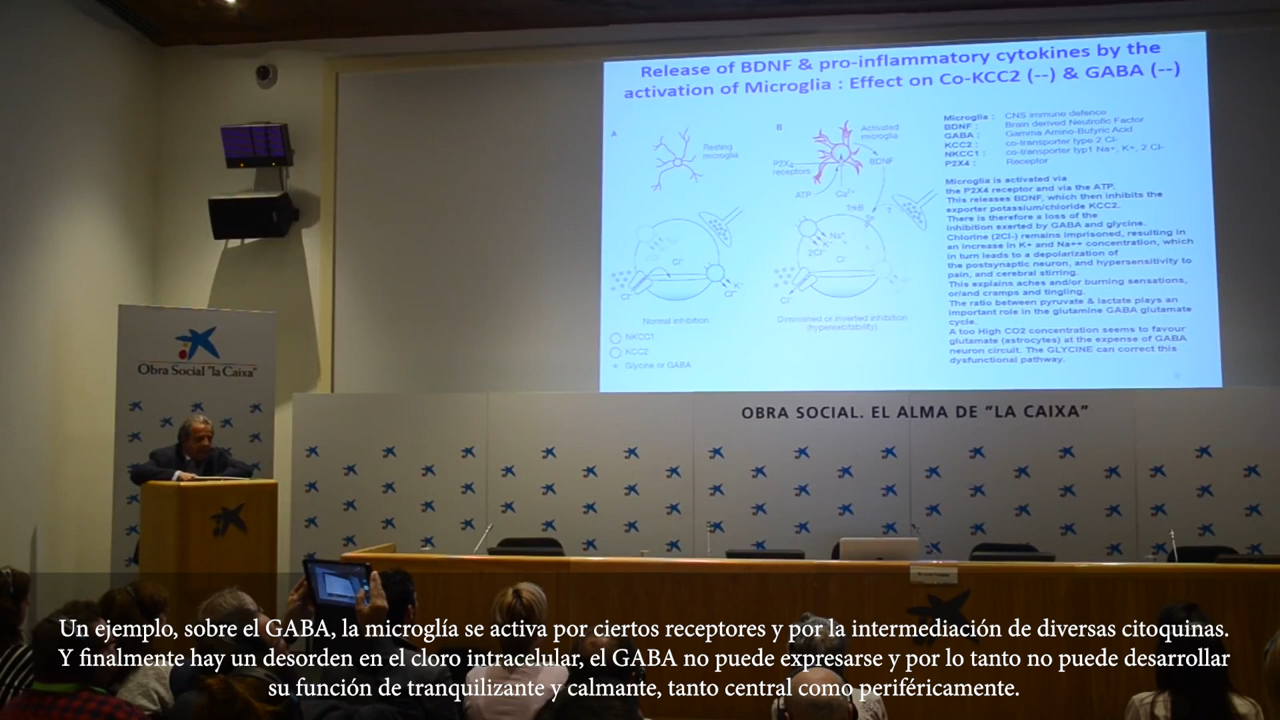 Release of BDNF & pro-inflammatory cytokines by the
activation of Microglia : Effect on Co-KCC2 (--) & GABA (--)
A
Resting
microglia
Cl⁻
Cl⁻
Cl⁻
K⁺
Normal inhibition
NKCC1
KCC2
Glycine or GABA
B
Activated
microglia
P2X4
receptors
BDNF
ATP
Ca²⁺
TrkB
?
Na⁺
2Cl⁻
Cl⁻
Cl⁻
Diminished or inverted inhibition
(hyperexcitability)
Microglia : CNS immune defence
BDNF : Brain derived Neutrofic Factor
GABA : Gamma Amino-Butyric Acid
KCC2 : co-transporter type 2 Cl-
NKCC1 : co-transporter typ1 Na+, K+, 2 Cl-
P2X4 : Receptor
Microglia is activated via
the P2X4 receptor and via the ATP.
This releases BDNF, which then inhibits the
exporter potassium/chloride KCC2.
There is therefore a loss of the
inhibition exerted by GABA and glycine.
Chlorine (2Cl-) remains imprisoned, resulting in
an increase in K+ and Na++ concentration, which
in turn leads to a depolarization of
the postsynaptic neuron, and hypersensitivity to
pain, and cerebral stirring.
This explains aches and/or burning sensations,
or/and cramps and tingling.
The ratio between pyruvate & lactate plays an
important role in the glutamine GABA glutamate
cycle.
A too High CO2 concentration seems to favour
glutamate (astrocytes) at the expense of GABA
neuron circuit. The GLYCINE can correct this
dysfunctional pathway.
Obra Social "la Caixa"
OBRA SOCIAL. EL ALMA DE "LA CAIXA"
Un ejemplo, sobre el GABA, la microglía se activa por ciertos receptores y por la intermediación de diversas citoquinas.
Y finalmente hay un desorden en el cloro intracelular, el GABA no puede expresarse y por lo tanto no puede desarrollar
su función de tranquilizante y calmante, tanto central como periféricamente.